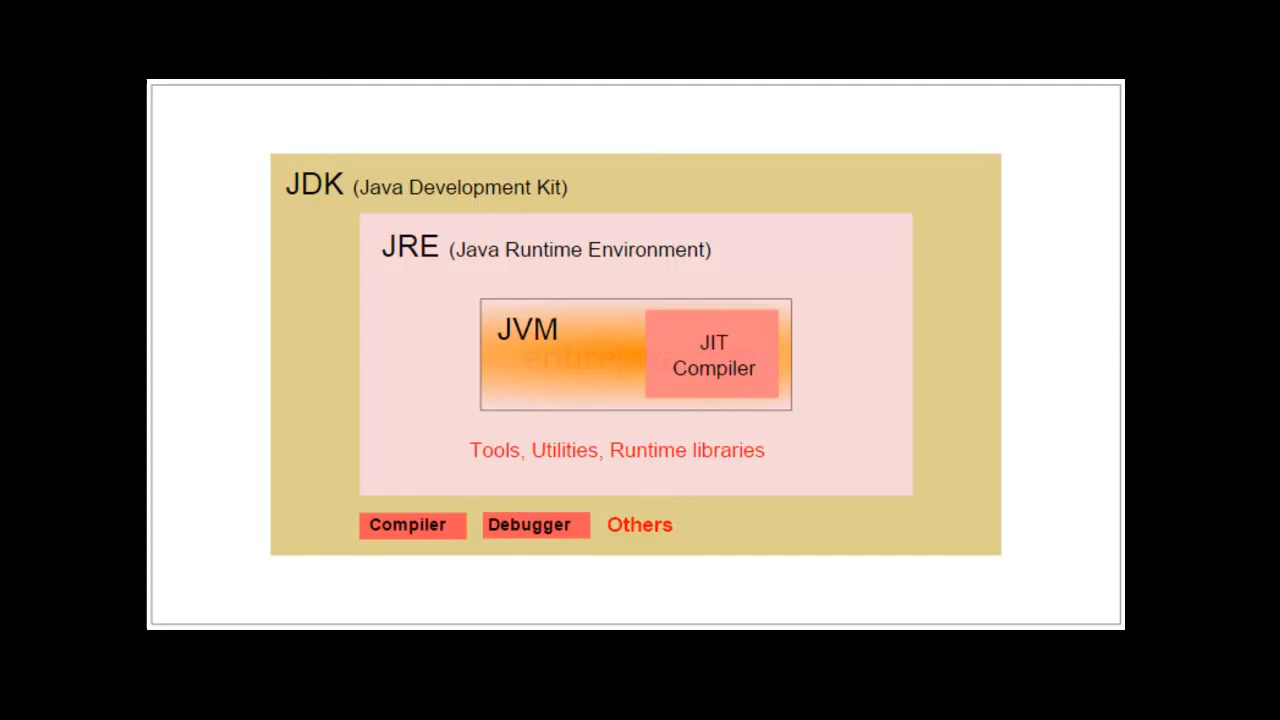 JDK (Java Development Kit)
JRE (Java Runtime Environment)
JVM
JIT
Compiler
Tools, Utilities, Runtime libraries
Compiler Debugger Others